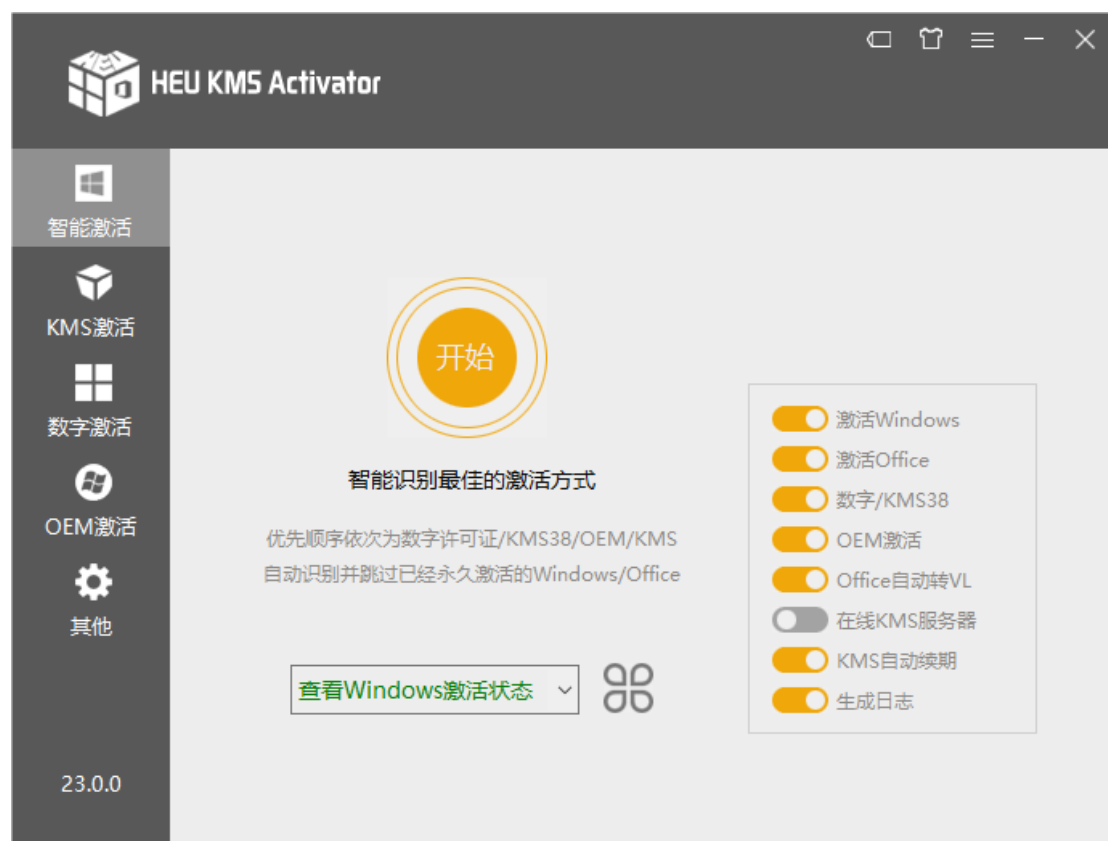 HEU KMS Activator
智能激活
KMS激活
数字激活
OEM激活
其他
23.0.0
开始
智能识别最佳的激活方式
优先顺序依次为数字许可证/KMS38/OEM/KMS
自动识别并跳过已经永久激活的Windows/Office
查看Windows激活状态
激活Windows
激活Office
数字/KMS38
OEM激活
Office自动转VL
在线KMS服务器
KMS自动续期
生成日志